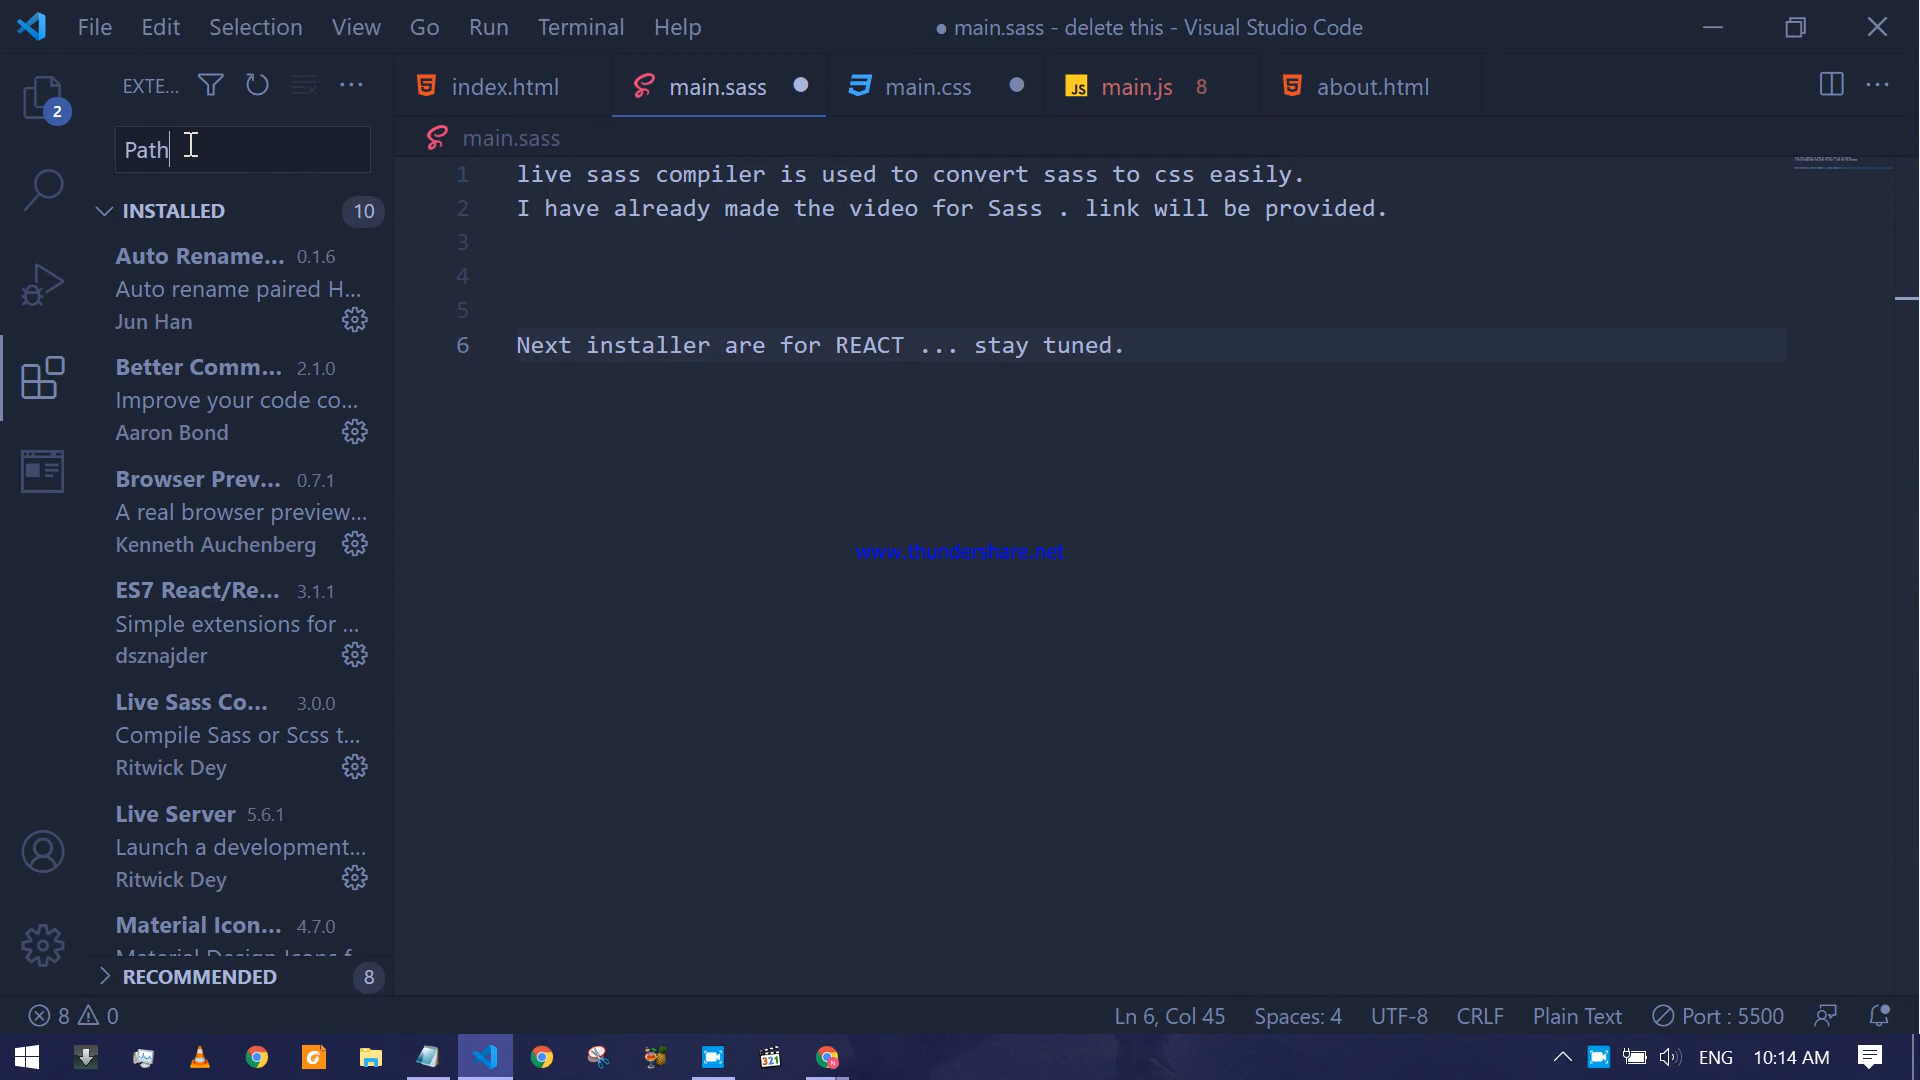 File Edit Selection View Go Run Terminal Help
● main.sass - delete this - Visual Studio Code
EXTE...
index.html
main.sass
main.css
JS main.js 8
about.html
2
Path
main.sass
INSTALLED 10
Auto Rename... 0.1.6
Auto rename paired H...
Jun Han
Better Comm... 2.1.0
Improve your code co...
Aaron Bond
Browser Prev... 0.7.1
A real browser preview...
Kenneth Auchenberg
ES7 React/Re... 3.1.1
Simple extensions for ...
dsznajder
Live Sass Co... 3.0.0
Compile Sass or Scss t...
Ritwick Dey
Live Server 5.6.1
Launch a development...
Ritwick Dey
Material Icon... 4.7.0
Material Design Icons f
RECOMMENDED 8
1 live sass compiler is used to convert sass to css easily.
2 I have already made the video for Sass . link will be provided.
3
4
5
6 Next installer are for REACT ... stay tuned.
www.thundershare.net
8 0
Ln 6, Col 45 Spaces: 4 UTF-8 CRLF Plain Text Port : 5500
321
ENG 10:14 AM